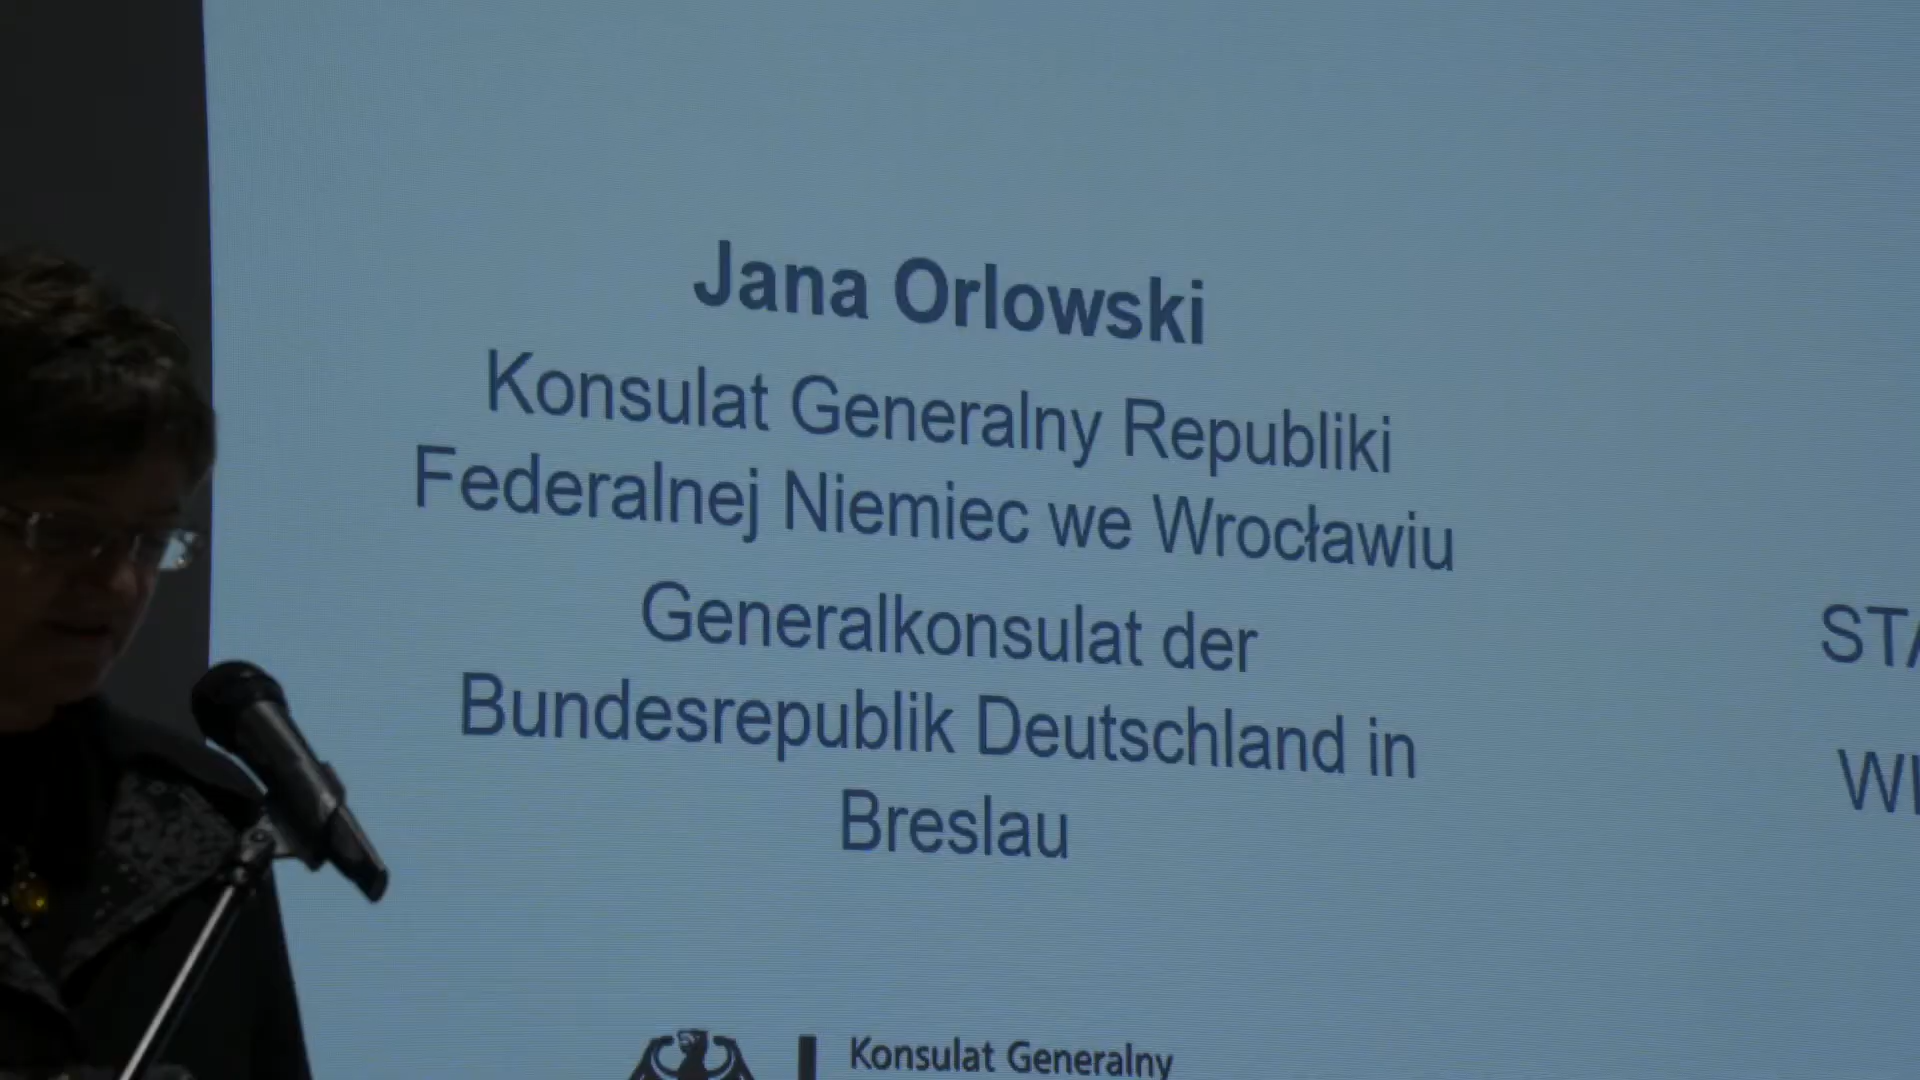 Jana Orlowski
Konsulat Generalny Republiki
Federalnej Niemiec we Wrocławiu
Generalkonsulat der
Bundesrepublik Deutschland in
Breslau
Konsulat Generalny